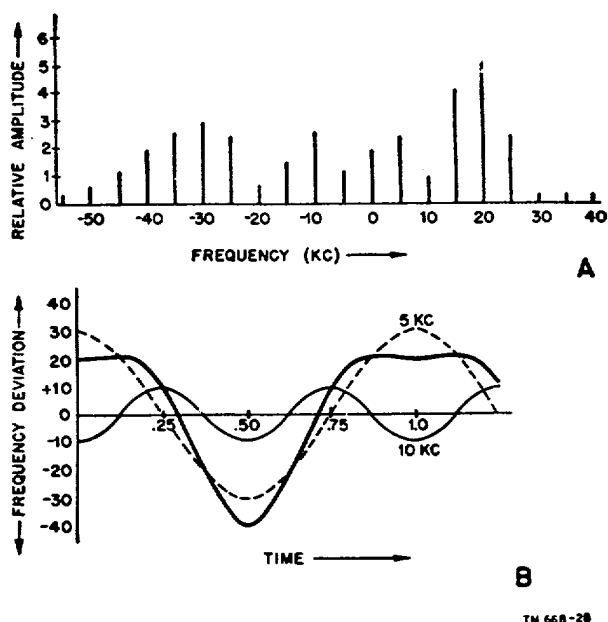 RELATIVE AMPLITUDE
6
5
4
3
2
1
0
-50 -40 -30 -20 -10 0 10 20 30 40
FREQUENCY (KC)
A
FREQUENCY DEVIATION
40
30
20
+10
0
-10
-20
-30
-40
5 KC
.25 .50 .75 1.0
10 KC
TIME
B
TM 668-28